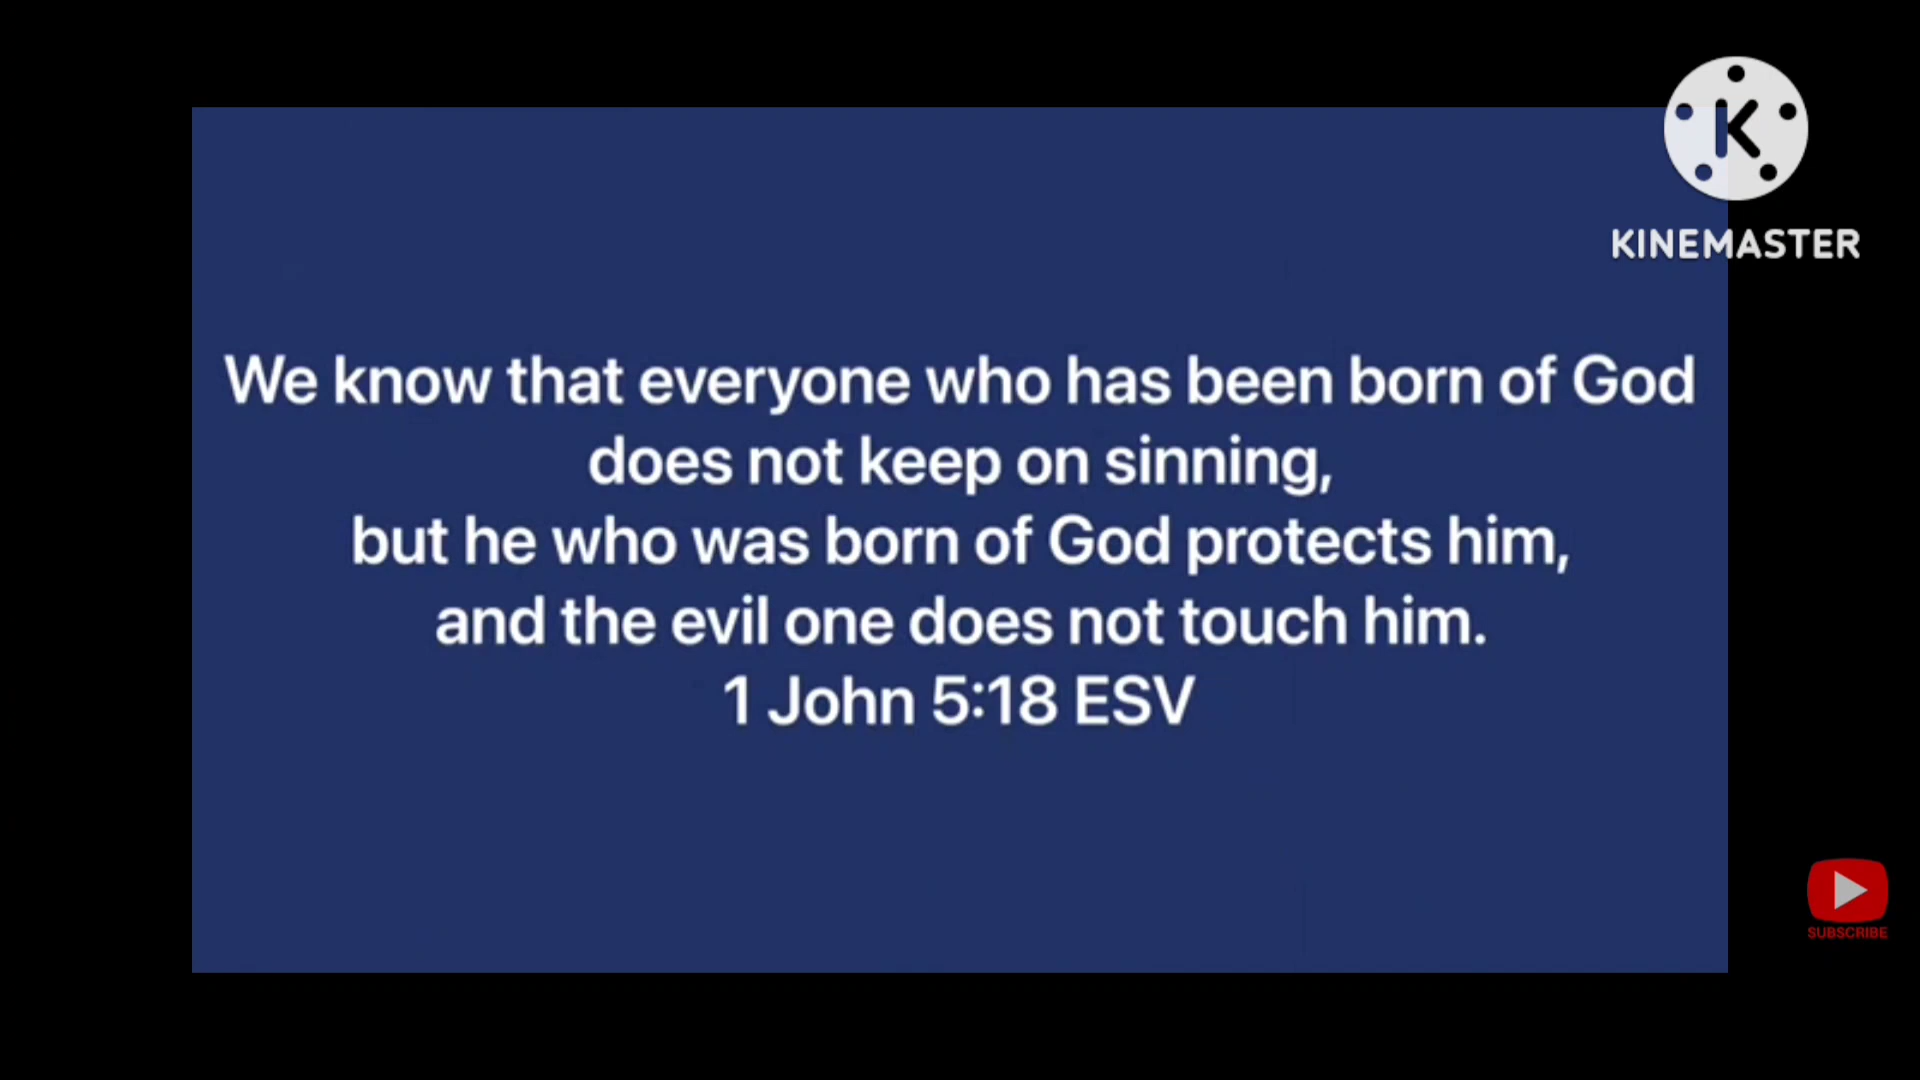 KINEMASTER
We know that everyone who has been born of God
does not keep on sinning,
but he who was born of God protects him,
and the evil one does not touch him.
1 John 5:18 ESV
SUBSCRIBE